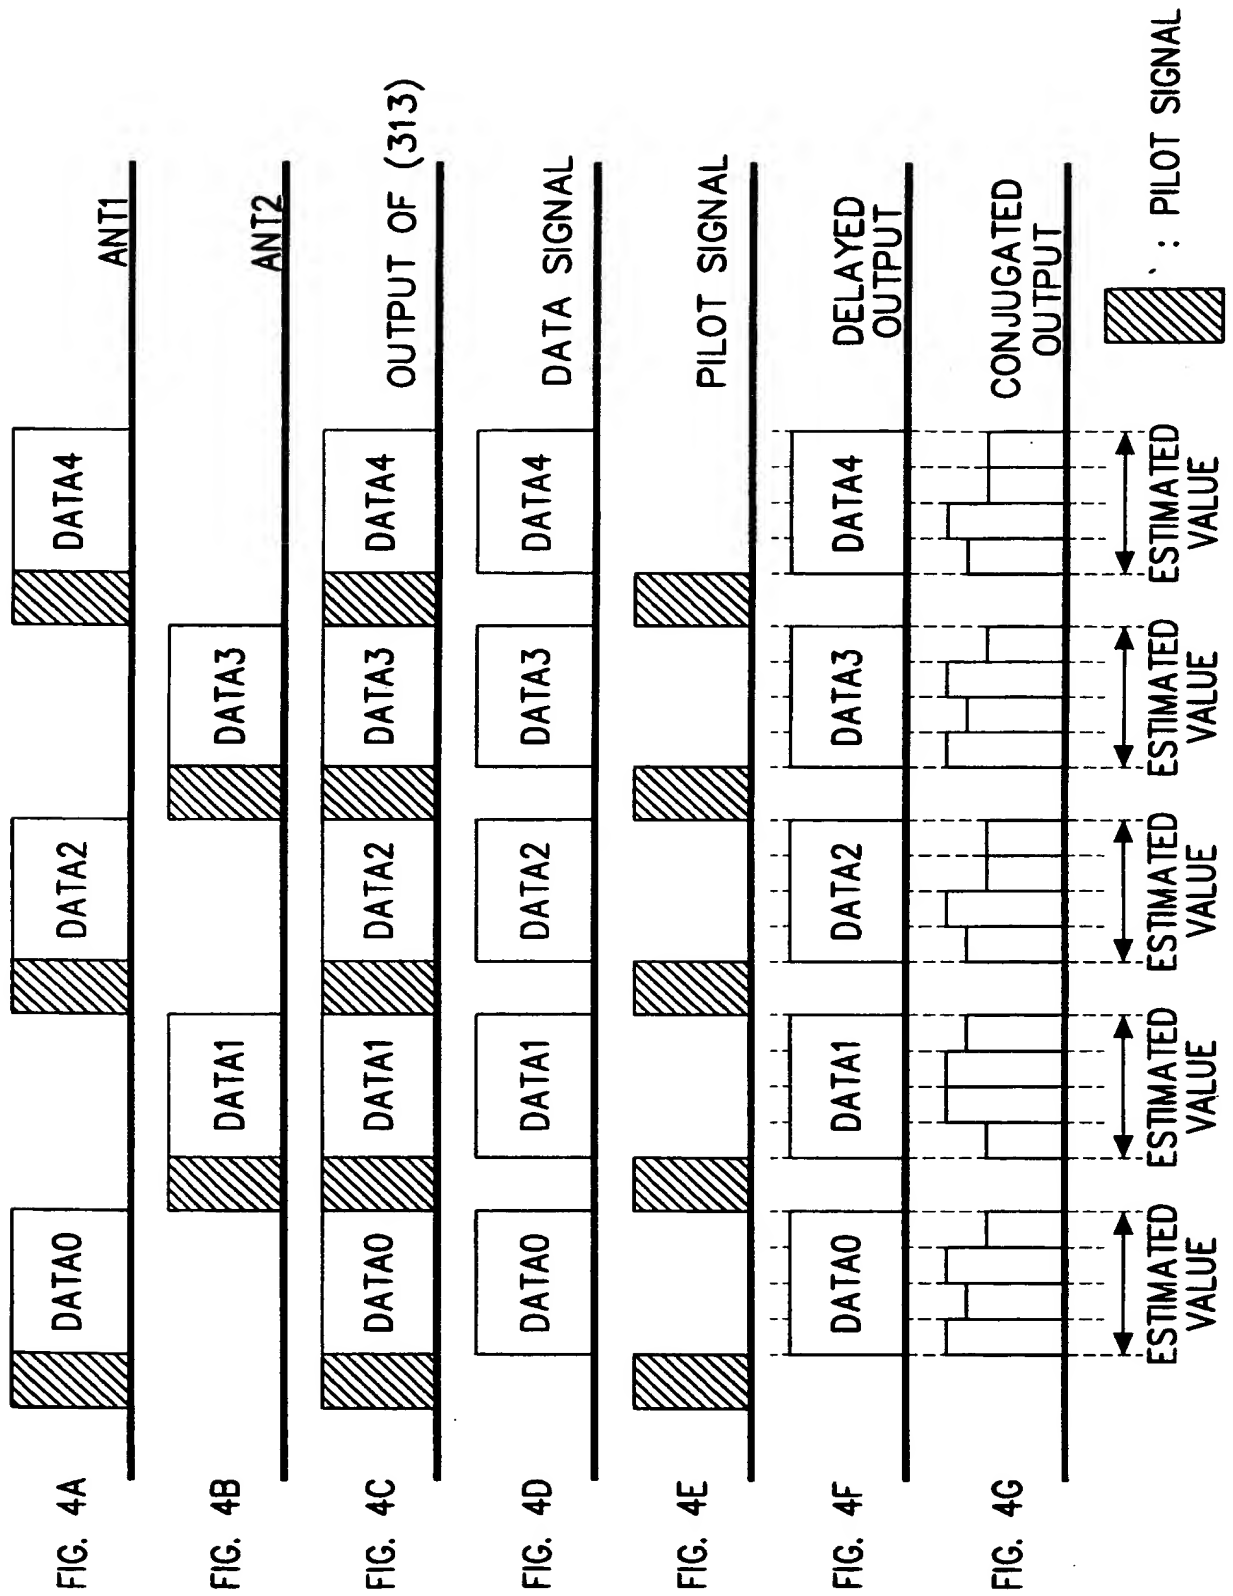 FIG. 4A
DATA0
DATA2
DATA4
ANT1
FIG. 4B
DATA1
DATA3
ANT2
FIG. 4C
DATA0
DATA1
DATA2
DATA3
DATA4
OUTPUT OF (313)
FIG. 4D
DATA0
DATA1
DATA2
DATA3
DATA4
DATA SIGNAL
FIG. 4E
PILOT SIGNAL
FIG. 4F
DATA0
DATA1
DATA2
DATA3
DATA4
DELAYED
OUTPUT
FIG. 4G
CONJUGATED
OUTPUT
ESTIMATED
VALUE
ESTIMATED
VALUE
ESTIMATED
VALUE
ESTIMATED
VALUE
ESTIMATED
VALUE
: PILOT SIGNAL